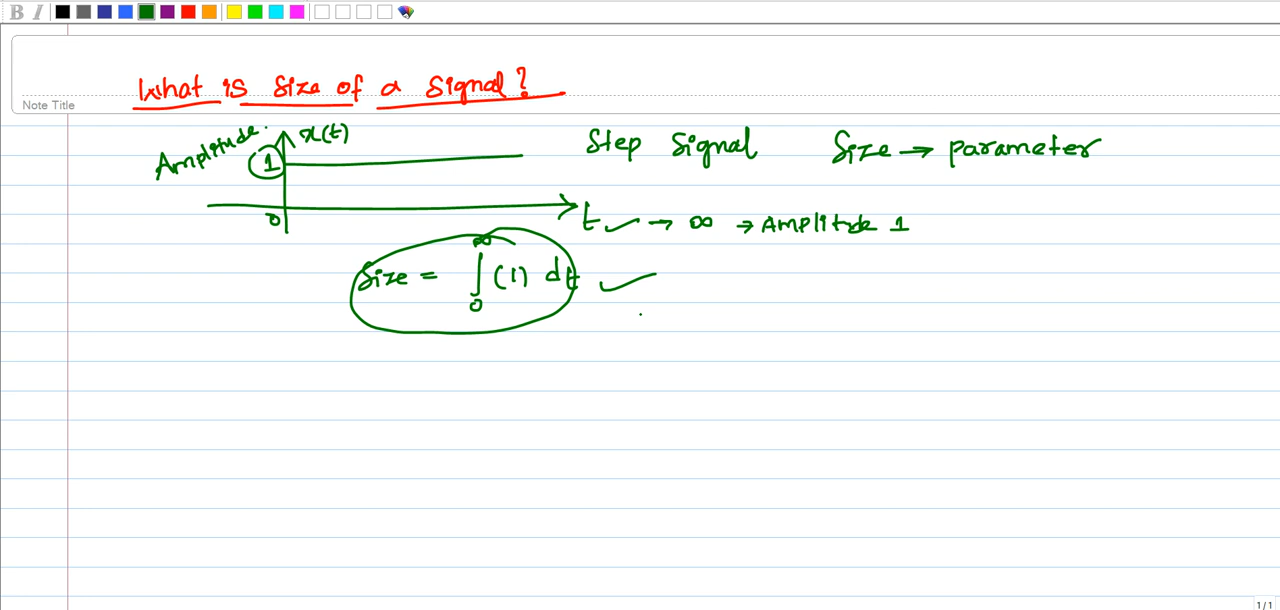 B I
What is Size of a Signal?
Note Title
Amplitude. x(t)
1
Step Signal Size → parameter
0
t → ∞ → Amplitude 1
Size = ∫₀^∞ (1) dt
1/1